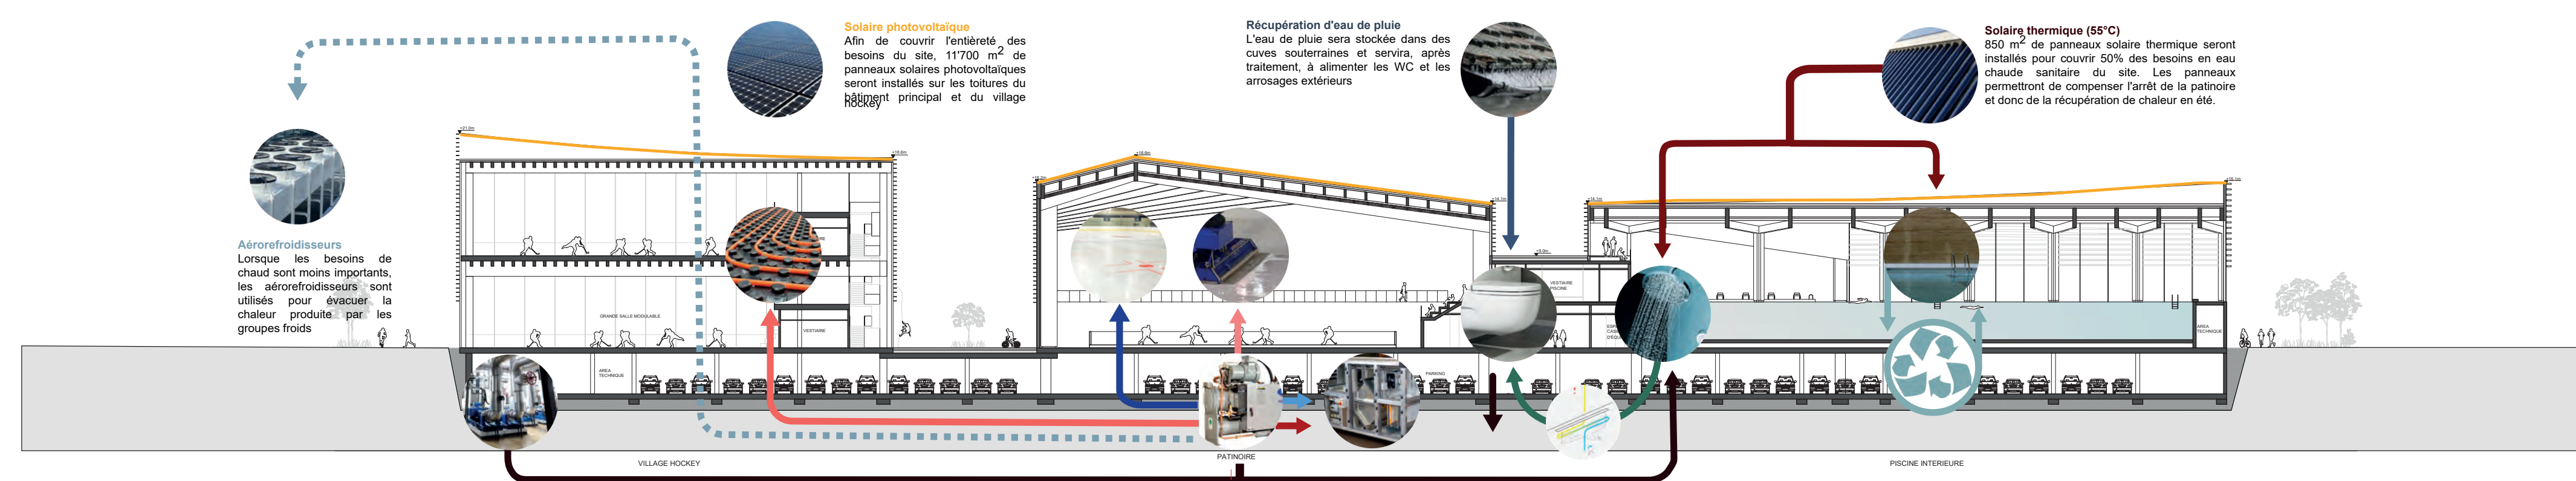 Solaire photovoltaïque
Afin de couvrir l'entièreté des
besoins du site, 11'700 m2 de
panneaux solaires photovoltaïques
seront installés sur les toitures du
bâtiment principal et du village
hockey
Récupération d'eau de pluie
L'eau de pluie sera stockée dans des
cuves souterraines et servira, après
traitement, à alimenter les WC et les
arrosages extérieurs
Solaire thermique (55°C)
850 m2 de panneaux solaire thermique seront
installés pour couvrir 50% des besoins en eau
chaude sanitaire du site. Les panneaux
permettront de compenser l'arrêt de la patinoire
et donc de la récupération de chaleur en été.
Aérorefroidisseurs
Lorsque les besoins de
chaud sont moins importants,
les aérorefroidisseurs sont
utilisés pour évacuer la
chaleur produite par les
groupes froids
+21.0m
+18.6m
+18.8m
VESTIAIRE
PISCINE
GRANDE SALLE MODULABLE
VESTIAIRE
AREA
TECHNIQUE
AREA
TECHNIQUE
PARKING
VILLAGE HOCKEY
PATINOIRE
PISCINE INTERIEURE